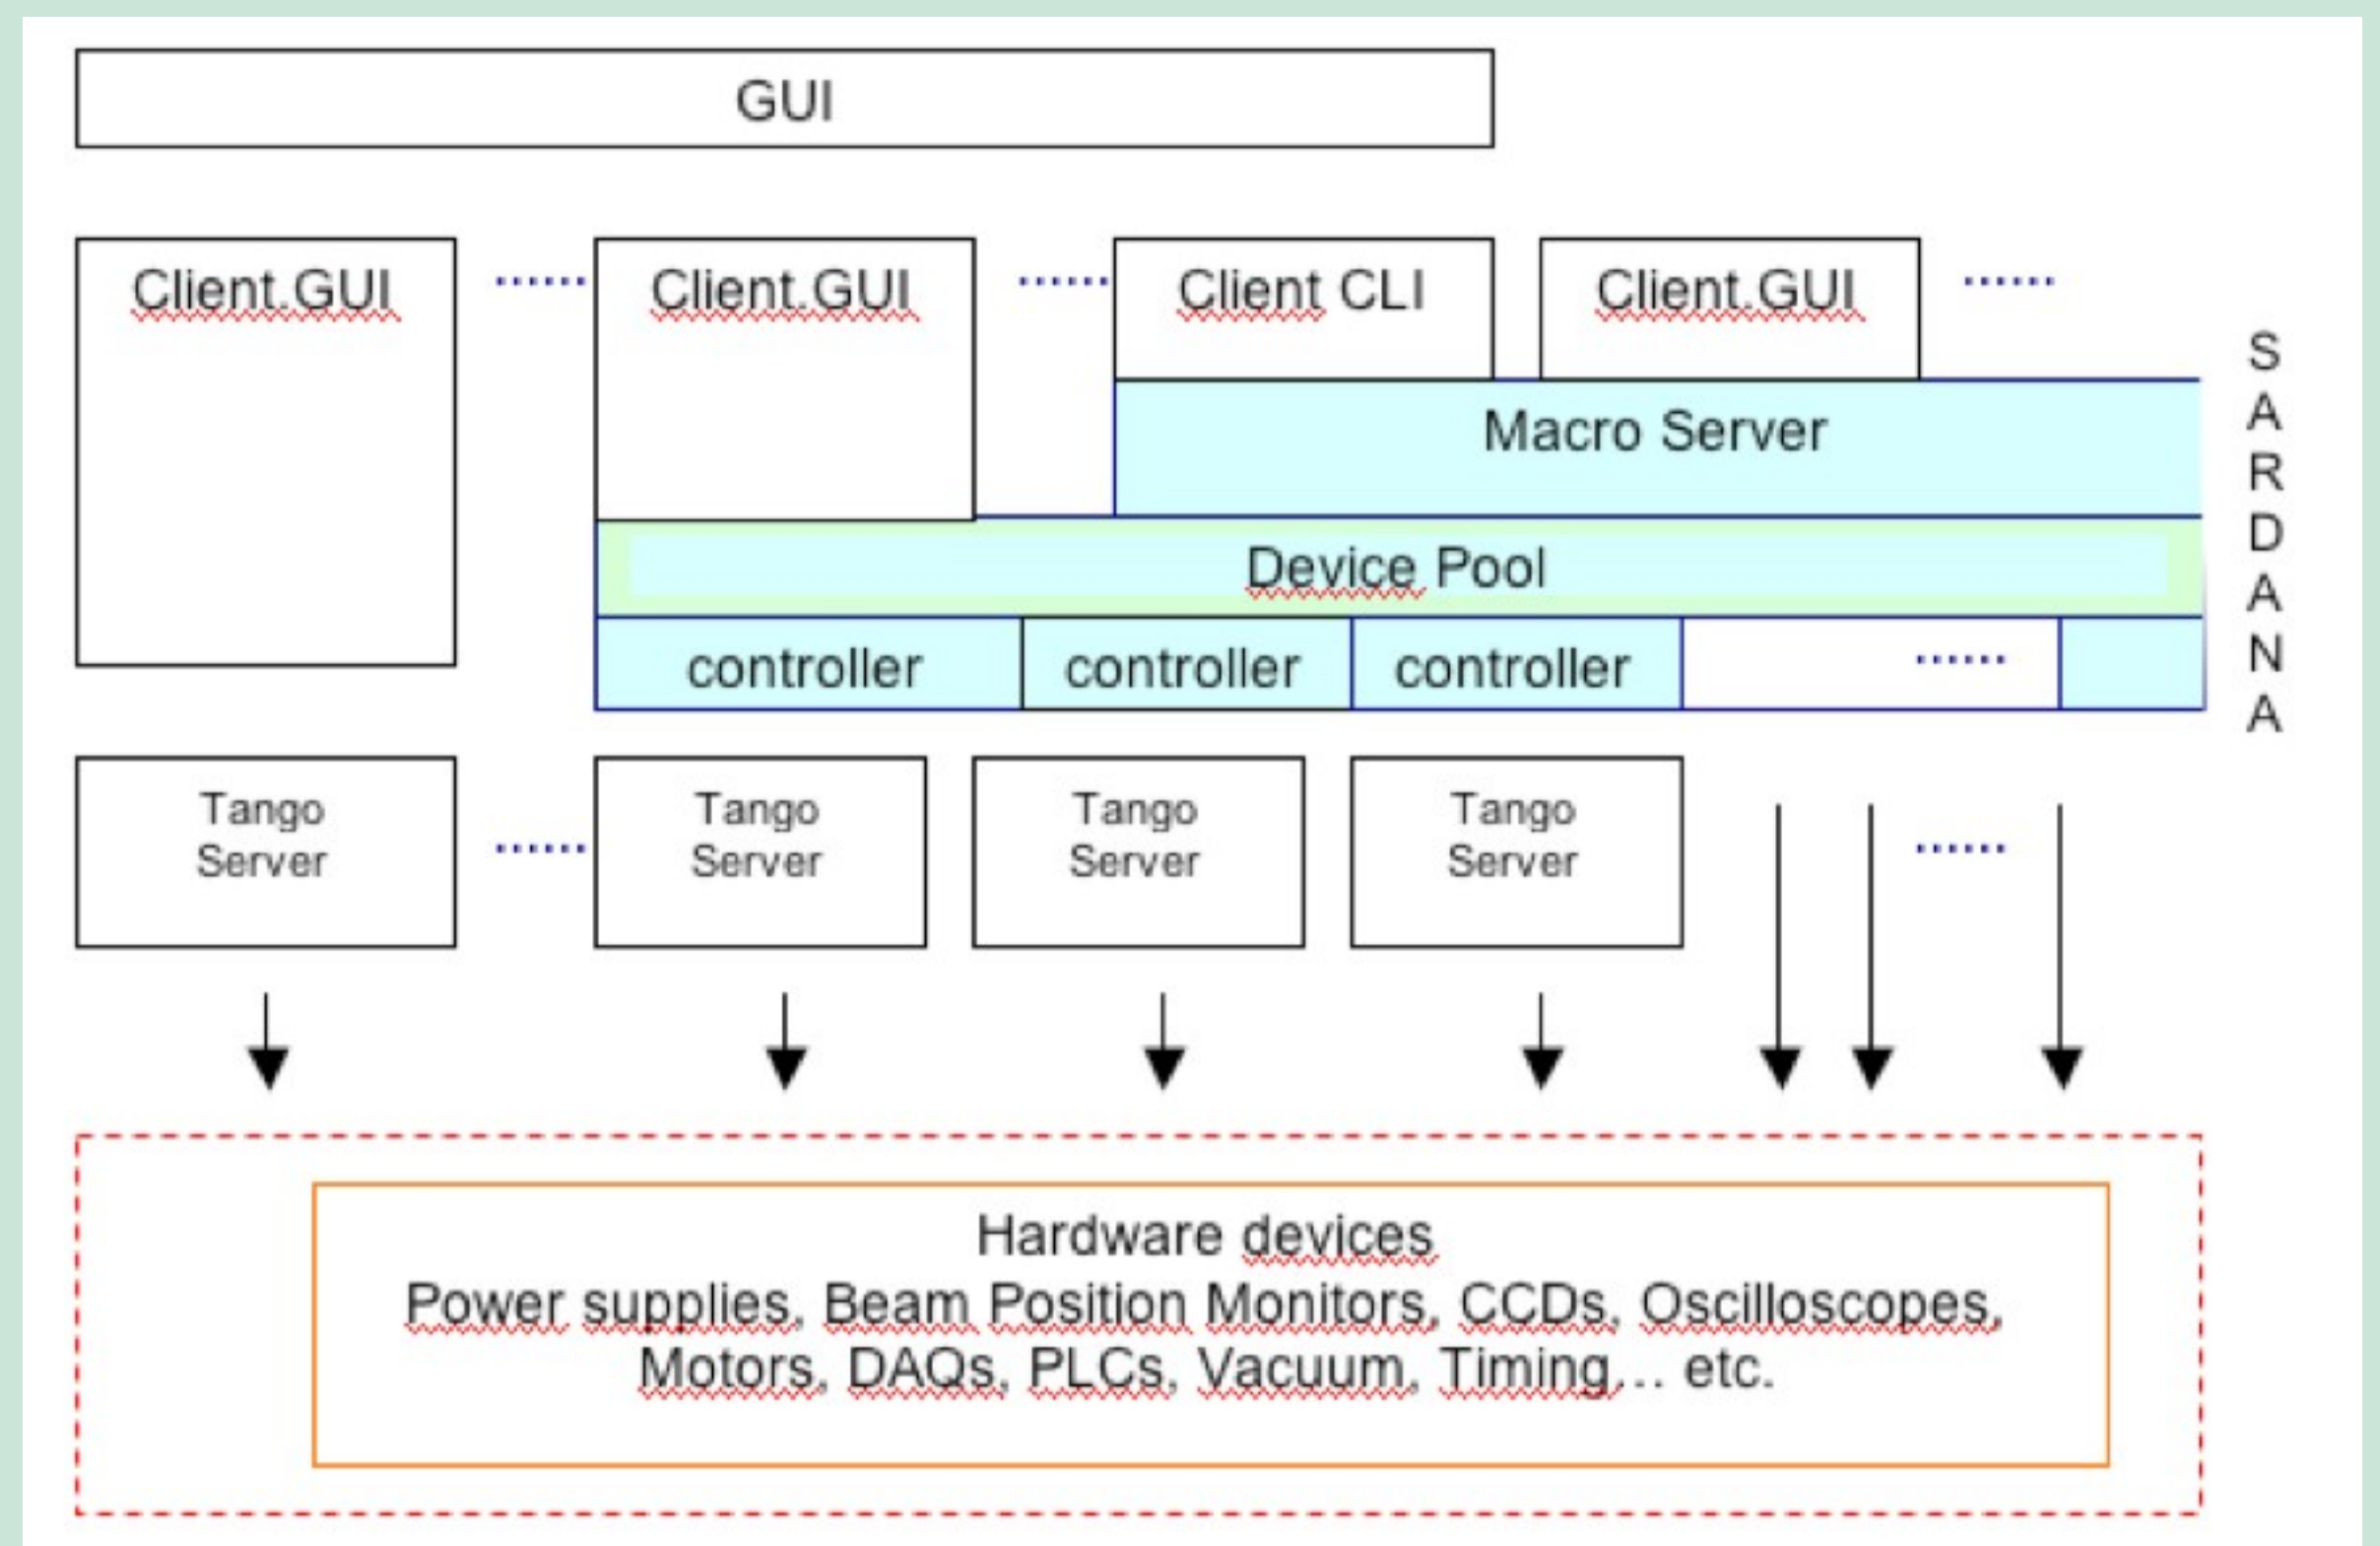 GUI
Client.GUI ...... Client.GUI ...... Client CLI Client.GUI ......
Macro Server
Device Pool
controller controller controller ......
S
A
R
D
A
N
A
Tango Tango Tango Tango
Server ...... Server Server Server ......
Hardware devices
Power supplies, Beam Position Monitors, CCDs, Oscilloscopes,
Motors, DAQs, PLCs, Vacuum, Timing... etc.